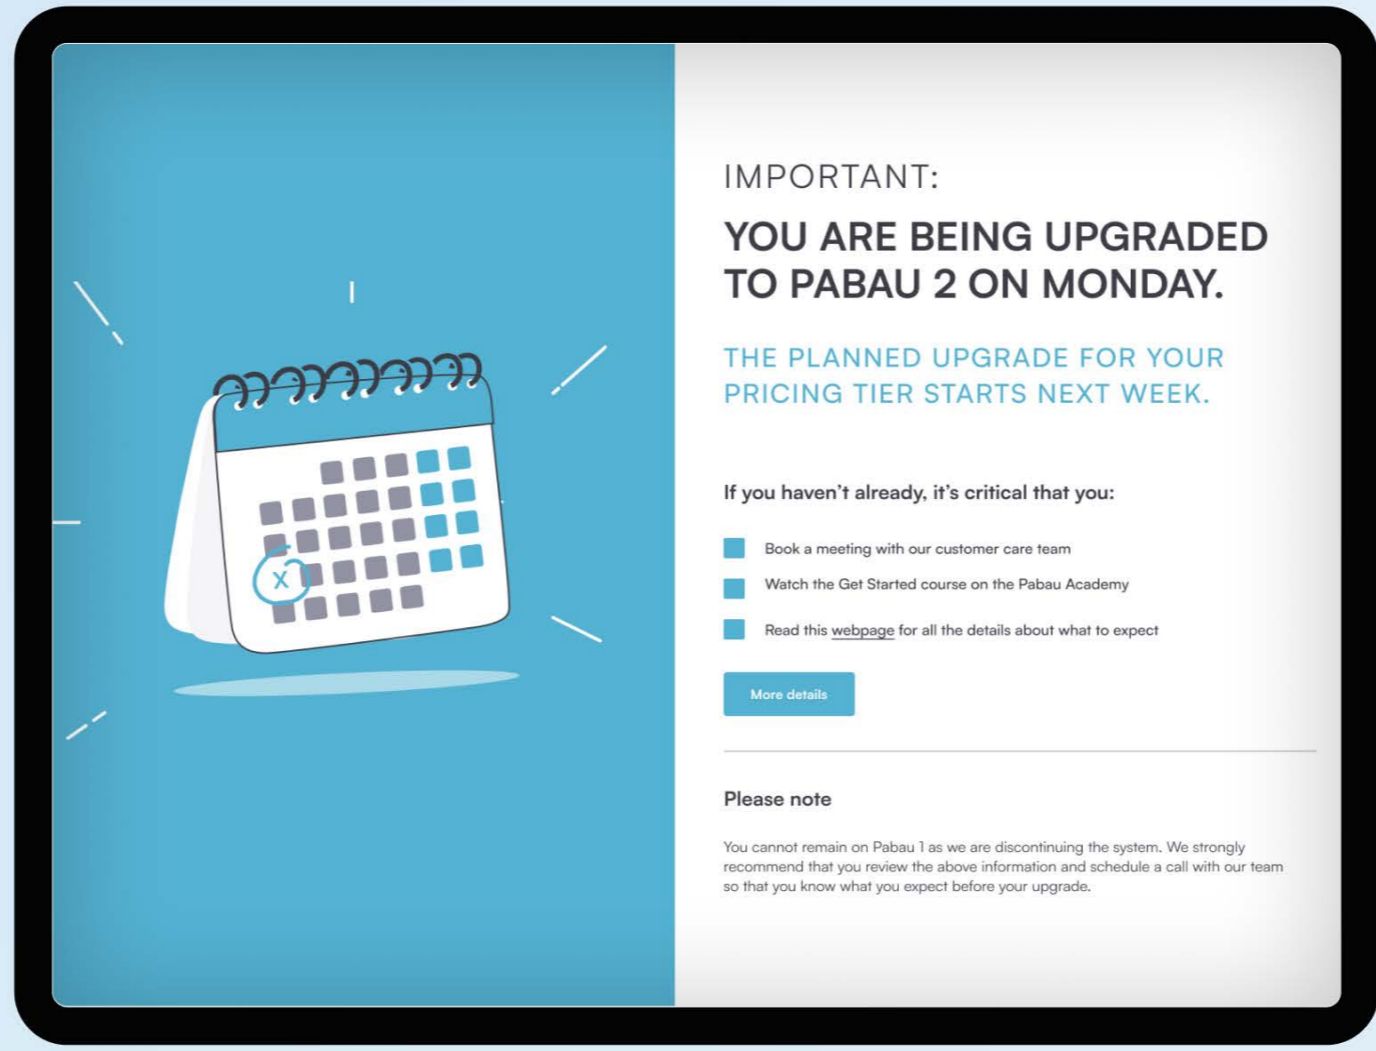 IMPORTANT:
YOU ARE BEING UPGRADED
TO PABAU 2 ON MONDAY.
THE PLANNED UPGRADE FOR YOUR
PRICING TIER STARTS NEXT WEEK.
If you haven't already, it's critical that you:
Book a meeting with our customer care team
Watch the Get Started course on the Pabau Academy
Read this webpage for all the details about what to expect
More details
Please note
You cannot remain on Pabau 1 as we are discontinuing the system. We strongly
recommend that you review the above information and schedule a call with our team
so that you know what you expect before your upgrade.
X